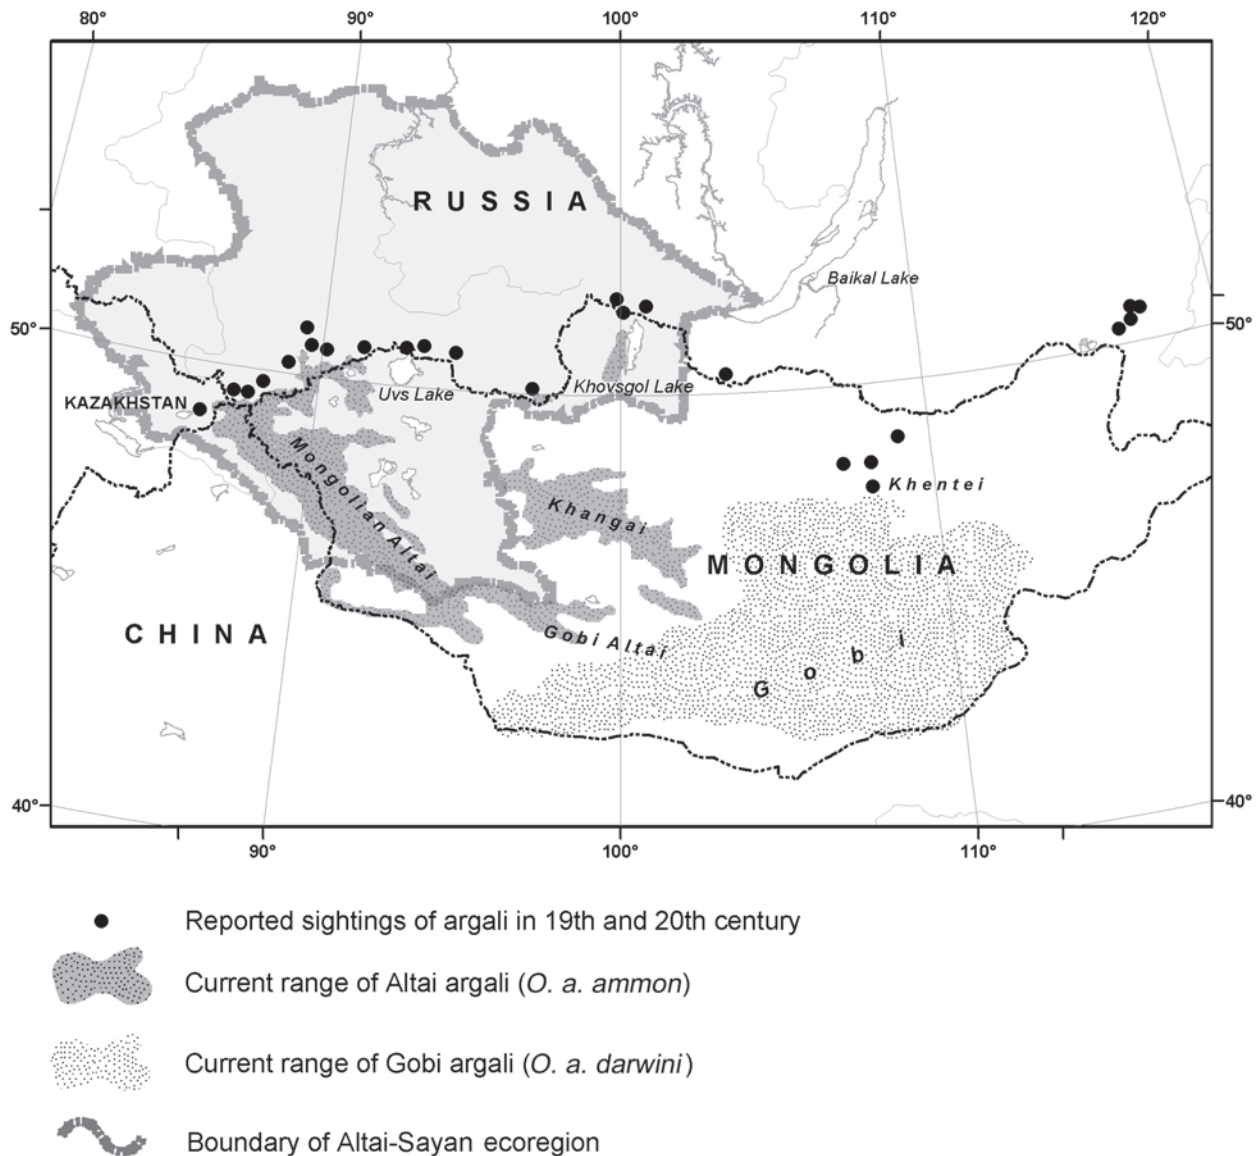 80° 90° 100° 110° 120°
RUSSIA
Baikal Lake
50° 50°
Khovsgol Lake
Uvs Lake
KAZAKHSTAN
Mongolian Altai
Khentei
Khangai
MONGOLIA
CHINA
Gobi Altai
Gobi
40° 40°
90° 100° 110°
Reported sightings of argali in 19th and 20th century
Current range of Altai argali (O. a. ammon)
Current range of Gobi argali (O. a. darwini)
Boundary of Altai-Sayan ecoregion